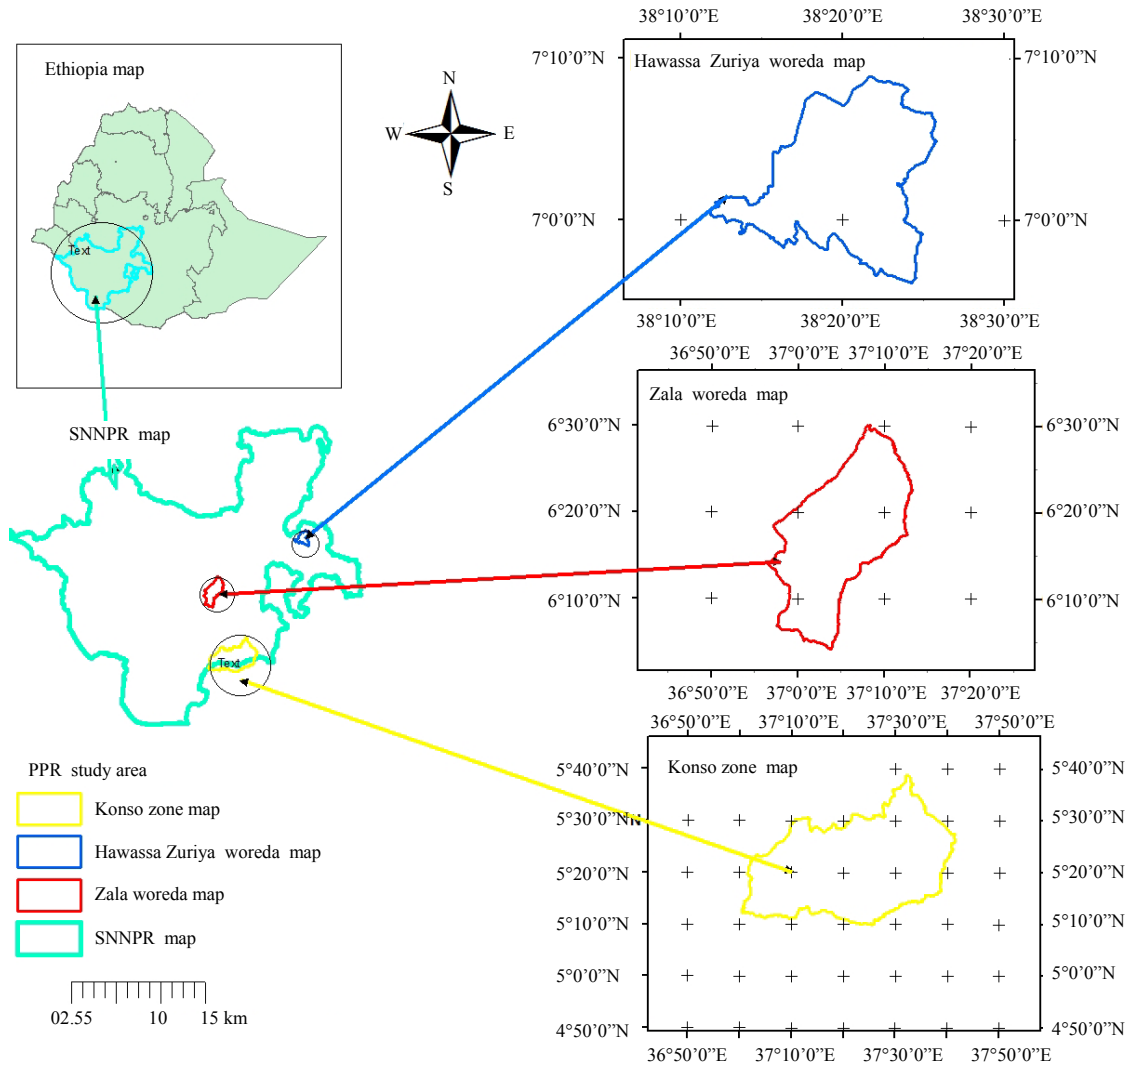 Ethiopia map
Text
N
W
E
S
SNNPR map
Text
PPR study area
Konso zone map
Hawassa Zuriya woreda map
Zala woreda map
SNNPR map
02.55 10 15 km
38°10’0”E 38°20’0”E 38°30’0”E
7°10’0”N Hawassa Zuriya woreda map 7°10’0”N
7°0’0”N 7°0’0”N
38°10’0”E 38°20’0”E 38°30’0”E
36°50’0”E 37°0’0”E 37°10’0”E 37°20’0”E
Zala woreda map
6°30’0”N 6°30’0”N
6°20’0”N 6°20’0”N
6°10’0”N 6°10’0”N
36°50’0”E 37°0’0”E 37°10’0”E 37°20’0”E
36°50’0”E 37°10’0”E 37°30’0”E 37°50’0”E
5°40’0”N Konso zone map 5°40’0”N
5°30’0”N 5°30’0”N
5°20’0”N 5°20’0”N
5°10’0”N 5°10’0”N
5°0’0”N 5°0’0”N
4°50’0”N 4°50’0”N
36°50’0”E 37°10’0”E 37°30’0”E 37°50’0”E